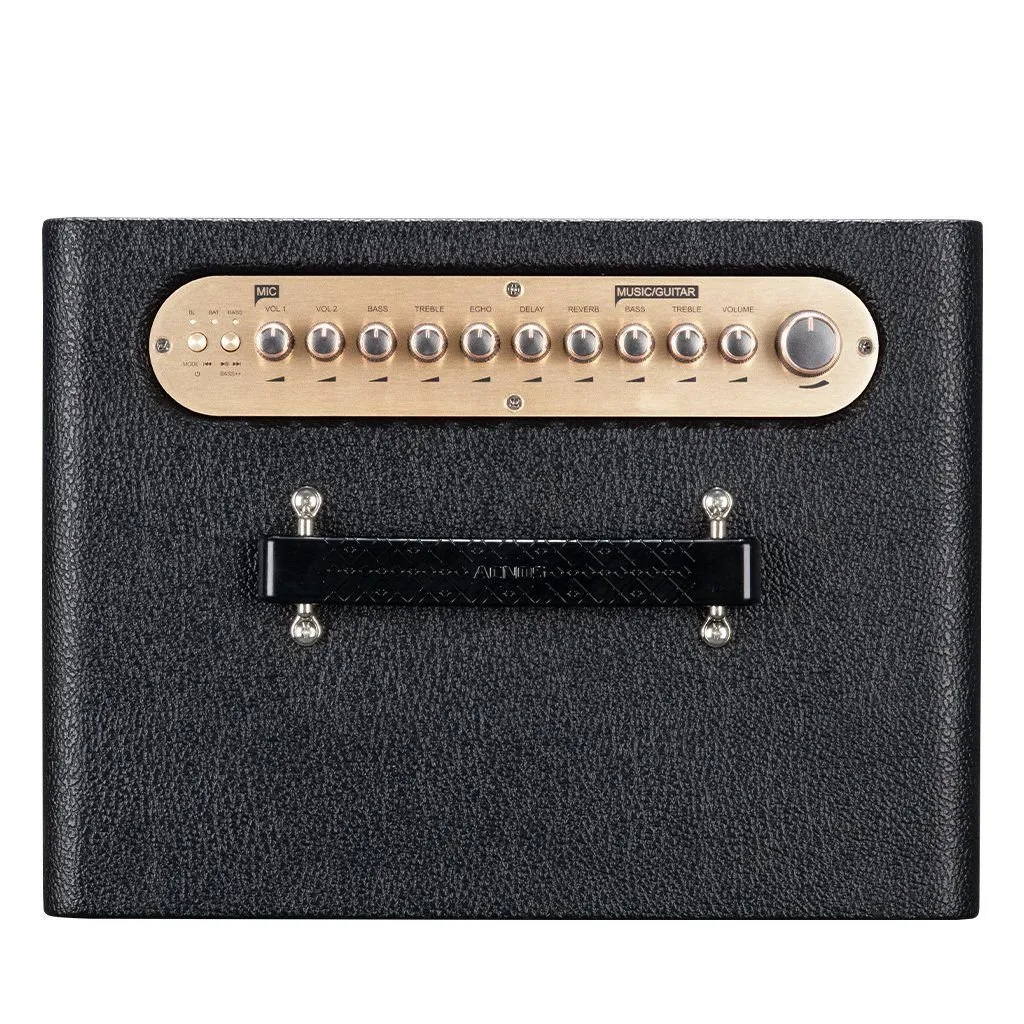 MIC
MUSIC/GUITAR
BL BAT BASS VOL 1 VOL 2 BASS TREBLE ECHO DELAY REVERB BASS TREBLE VOLUME
MODE
BASS++
ACNOS